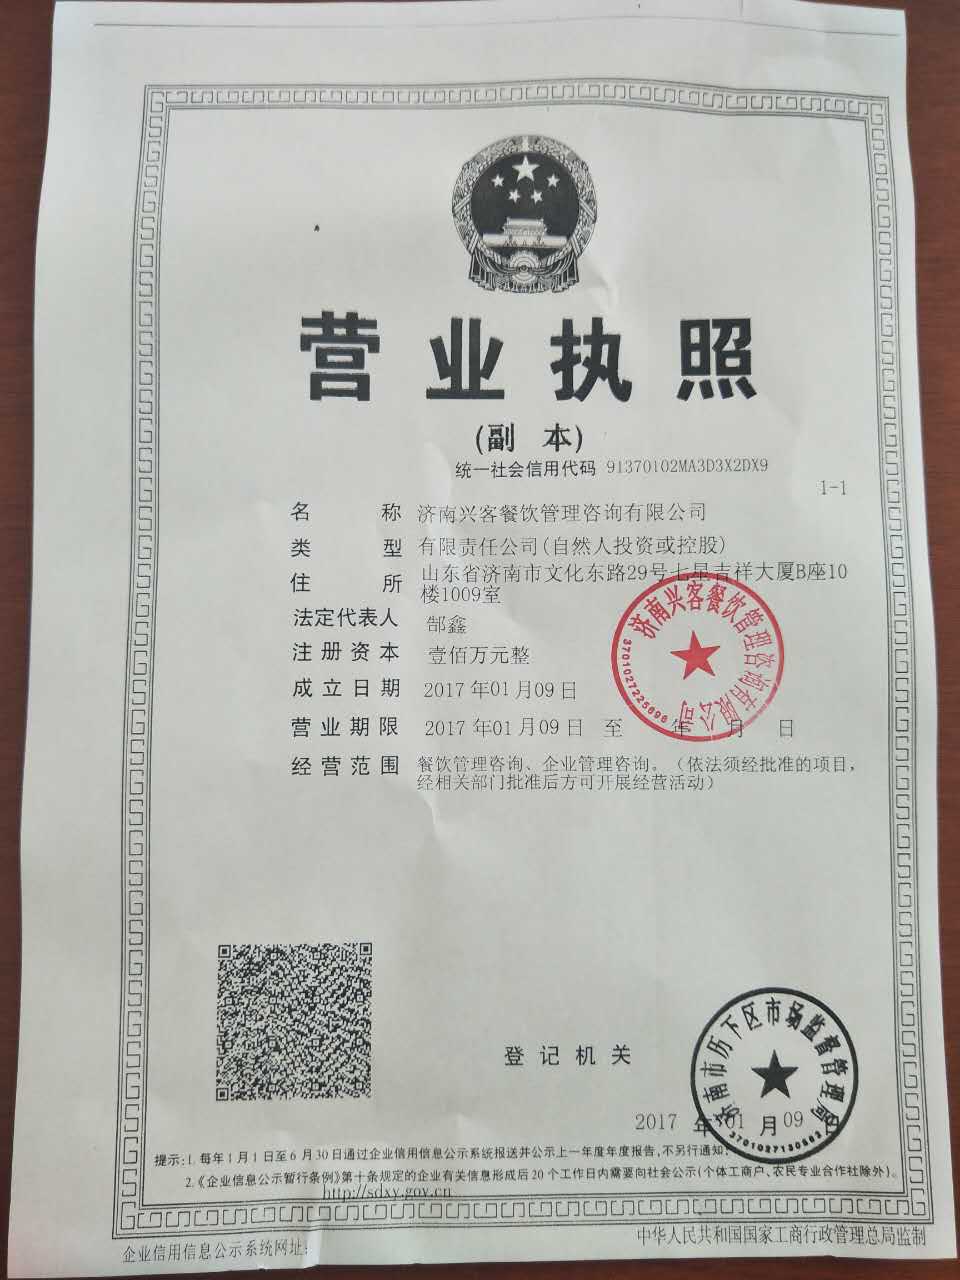 营业执照
(副 本)
统一社会信用代码 91370102MA3D3X2DX9
1-1
名 称 济南兴客餐饮管理咨询有限公司
类 型 有限责任公司(自然人投资或控股)
住 所 山东省济南市文化东路29号七星吉祥大厦B座10
楼1009室
法定代表人 郜鑫
注册资本 壹佰万元整
成立日期 2017年01月09日
营业期限 2017年01月09日 至 年 月 日
经营范围 餐饮管理咨询、企业管理咨询。（依法须经批准的项目，
经相关部门批准后方可开展经营活动）
济南兴客餐饮管理咨询有限公司
3701027225696
登记机关
济南市历下区市场监督管理局
2017 年 01 月 09 日
提示：1. 每年1月1日至6月30日通过企业信用信息公示系统报送并公示上一年度年度报告，不另行通知；
2.《企业信息公示暂行条例》第十条规定的企业有关信息形成后20个工作日内需要向社会公示(个体工商户、农民专业合作社除外)。
http://sdxy.gov.cn
企业信用信息公示系统网址：
中华人民共和国国家工商行政管理总局监制